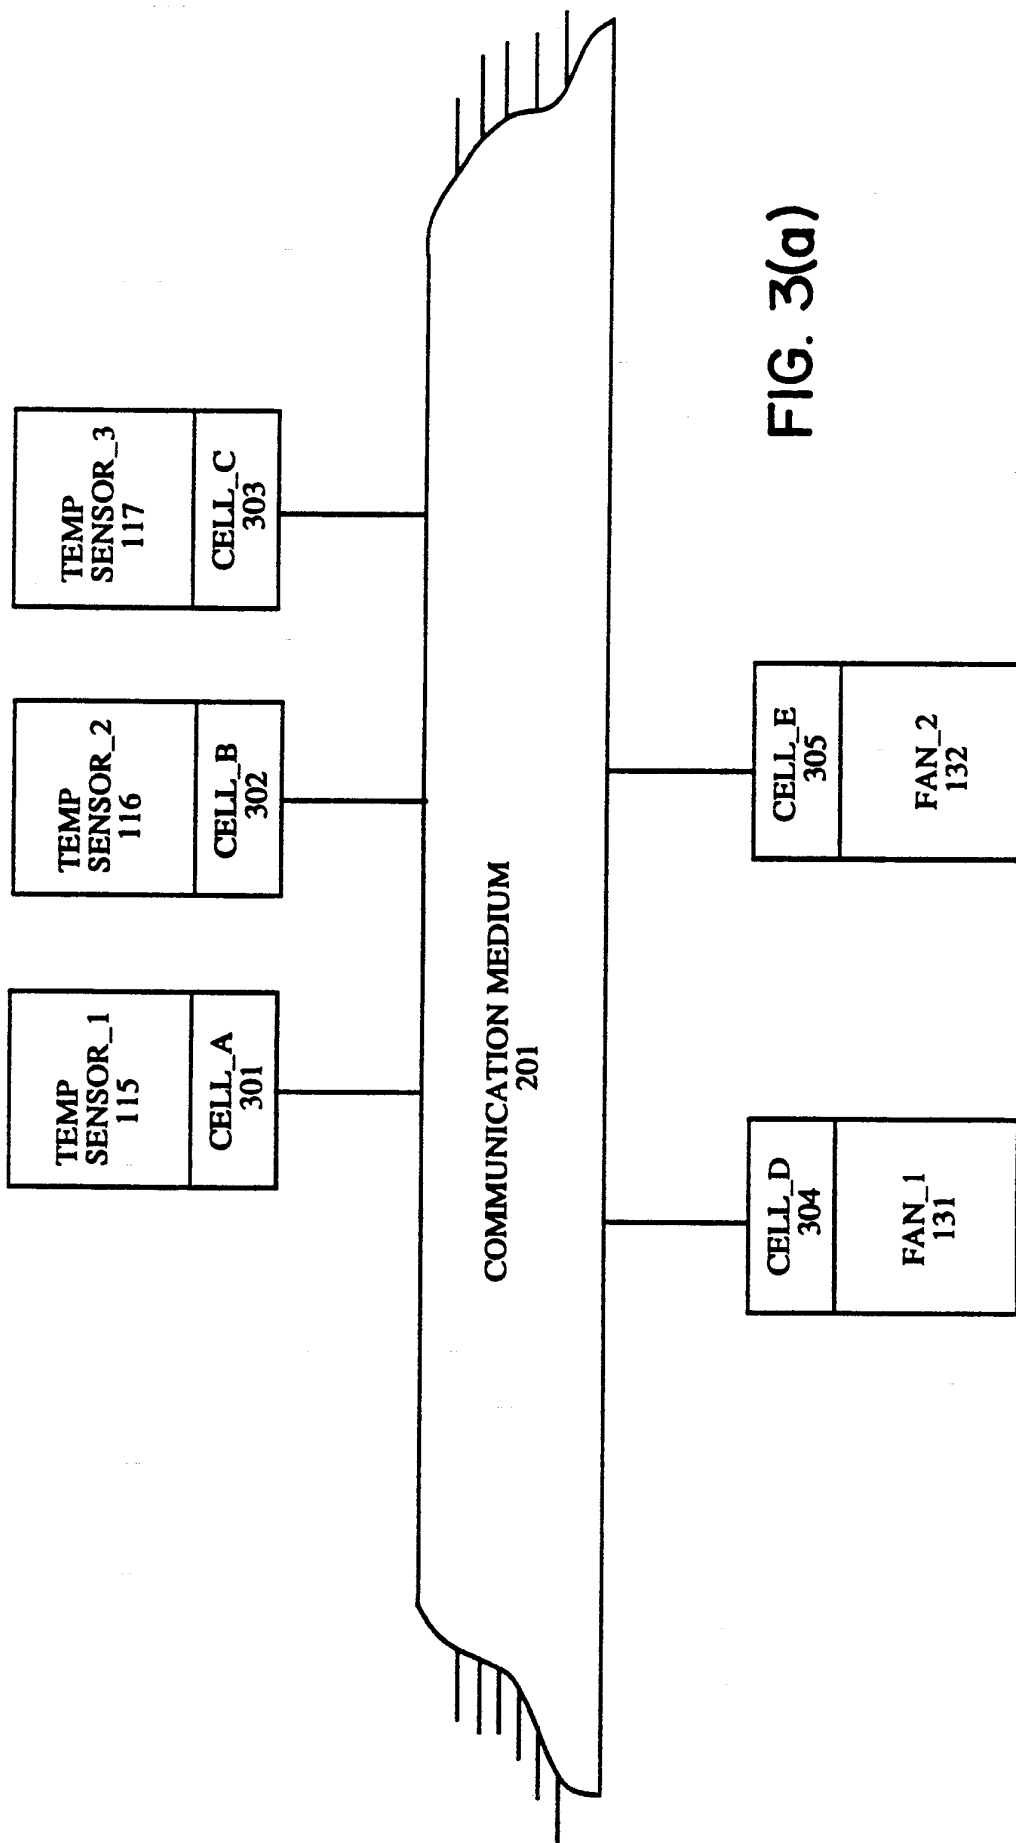 TEMP
SENSOR_1
115
CELL_A
301
TEMP
SENSOR_2
116
CELL_B
302
TEMP
SENSOR_3
117
CELL_C
303
COMMUNICATION MEDIUM
201
CELL_D
304
FAN_1
131
CELL_E
305
FAN_2
132
FIG. 3(a)